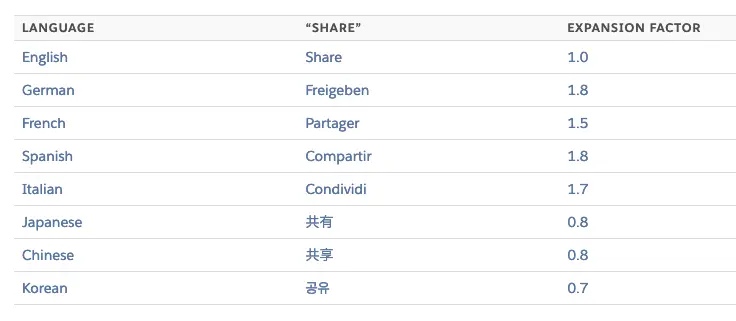 LANGUAGE “SHARE” EXPANSION FACTOR
English Share 1.0
German Freigeben 1.8
French Partager 1.5
Spanish Compartir 1.8
Italian Condividi 1.7
Japanese 共有 0.8
Chinese 共享 0.8
Korean 공유 0.7